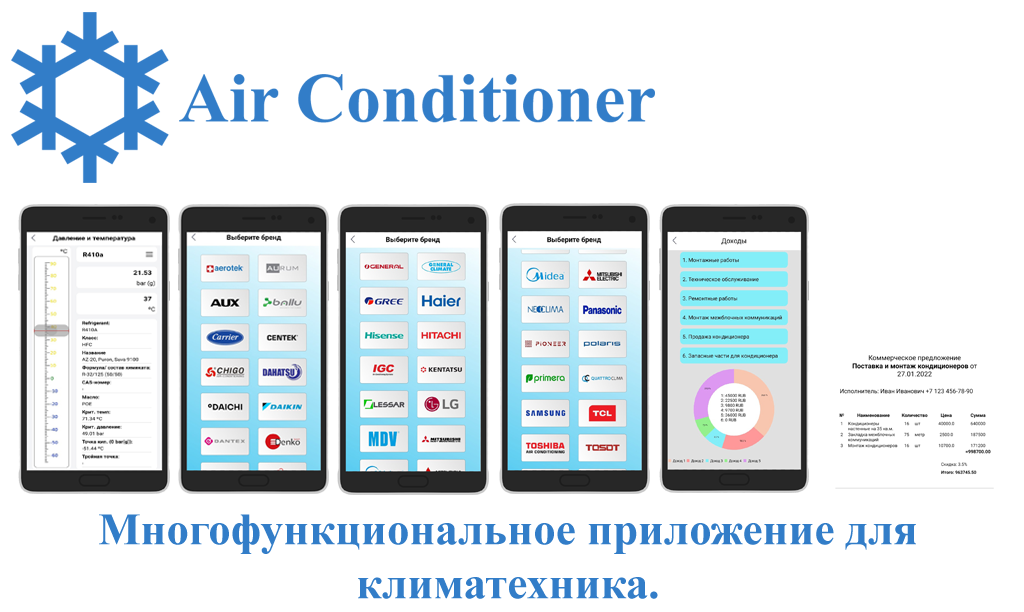 Air Conditioner
Давление и температура
°C
R410a
21.53
bar (g)
37
°C
Refrigerant:
R410A
Класс:
HFC
Название
AZ-20, Puron, Suva 9100
Формула/ состав химиката:
R-32/125 (50/50)
CAS-номер
Масло:
POE
Крит. темп:
71.34 °C
Крит. давление:
49.01 bar
Точка кип. (0 bar(g)):
-51.44 °C
Тройная точка:
Выберите бренд
aerotek
AURUM
AUX
ballu
Carrier
CENTEK
CHIGO
DAHATSU
DAICHI
DAIKIN
DANTEX
Denko
Выберите бренд
GENERAL
GENERAL CLIMATE
GREE
Haier
Hisense
HITACHI
IGC
KENTATSU
LESSAR
LG
MDV
MITSUBISHI
Выберите бренд
Midea
MITSUBISHI ELECTRIC
NEOCLIMA
Panasonic
PIONEER
polaris
primera
QUATTROCLIMA
SAMSUNG
TCL
TOSHIBA
AIR CONDITIONING
TOSOT
Доходы
1. Монтажные работы
2. Техническое обслуживание
3. Ремонтные работы
4. Монтаж межблочных коммуникаций
5. Продажа кондиционера
6. Запасные части для кондиционера
1: 45000 RUB
2: 22500 RUB
3: 9800 RUB
4: 9700 RUB
5: 36000 RUB
6: 0 RUB
Доход 1 Доход 2 Доход 3 Доход 4 Доход 5
Коммерческое предложение
Поставка и монтаж кондиционеров от
27.01.2022
Исполнитель: Иван Иванович +7 123 456-78-90
№ Наименование Количество Цена Сумма
1 Кондиционеры настенные на 35 кв.м. 16 шт 40000.0 640000
2 Закладка межблочных коммуникаций 75 метр 2500.0 187500
3 Монтаж кондиционеров 16 шт 10700.0 171200
=998700.00
Скидка: 3.5%
Итого: 963745.50
Многофункциональное приложение для
климатехника.